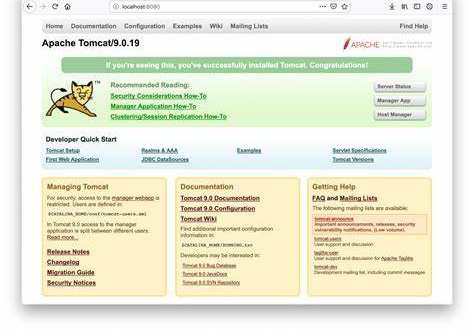 localhost:8080
Home Documentation Configuration Examples Wiki Mailing Lists Find Help
Apache Tomcat/9.0.19
APACHE
If you're seeing this, you've successfully installed Tomcat. Congratulations!
TM
Recommended Reading:
Security Considerations How-To
Manager Application How-To
Clustering/Session Replication How-To
Server Status
Manager App
Host Manager
Developer Quick Start
Tomcat Setup
First Web Application
Realms & AAA
JDBC DataSources
Examples
Servlet Specifications
Tomcat Versions
Managing Tomcat
For security, access to the manager webapp is
restricted. Users are defined in:
$CATALINA_HOME/conf/tomcat-users.xml
In Tomcat 9.0 access to the manager
application is split between different users.
Read more...
Release Notes
Changelog
Migration Guide
Security Notices
Documentation
Tomcat 9.0 Documentation
Tomcat 9.0 Configuration
Tomcat Wiki
Find additional important configuration
information in:
$CATALINA_HOME/RUNNING.txt
Developers may be interested in:
Tomcat 9.0 Bug Database
Tomcat 9.0 JavaDocs
Tomcat 9.0 SVN Repository
Getting Help
FAQ and Mailing Lists
The following mailing lists are available:
tomcat-announce
Important announcements, releases, security
vulnerability notifications. (Low volume).
tomcat-users
User support and discussion
taglibs-user
User support and discussion for Apache Taglibs
tomcat-dev
Development mailing list, including commit messages